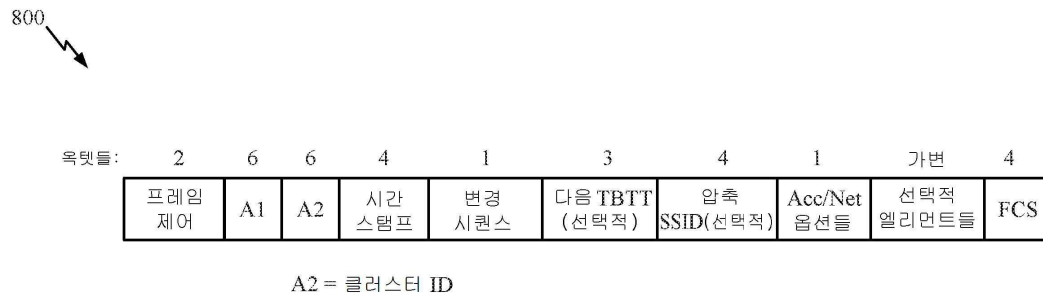 800
옥텟들: 2 6 6 4 1 3 4 1 가변 4
프레임 제어 A1 A2 시간 스탬프 변경 시퀀스 다음 TBTT (선택적) 압축 SSID(선택적) Acc/Net 옵션들 선택적 엘리먼트들 FCS
A2 = 클러스터 ID